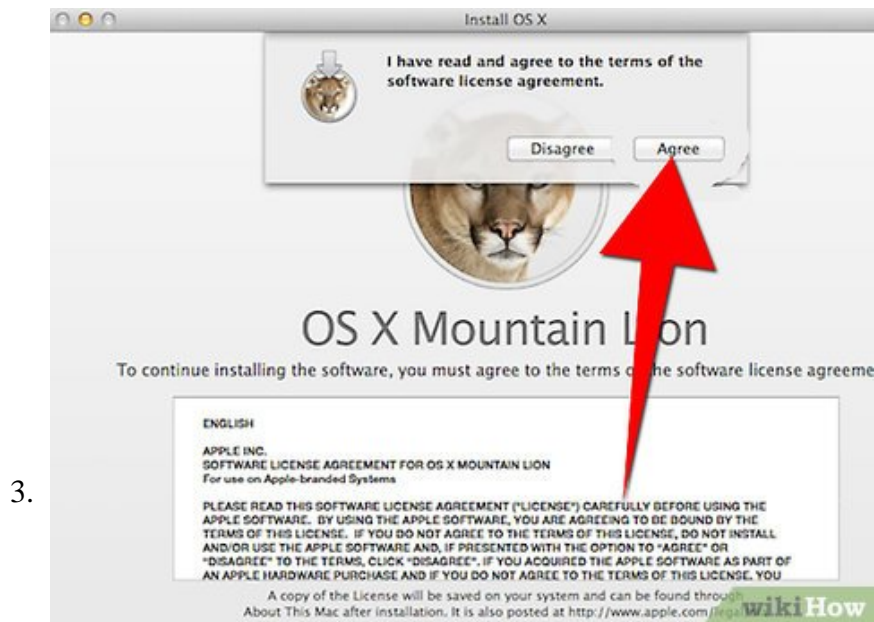 Install OS X
I have read and agree to the terms of the
software license agreement.
Disagree Agree
OS X Mountain Lion
To continue installing the software, you must agree to the terms of the software license agreeme
ENGLISH
APPLE INC.
SOFTWARE LICENSE AGREEMENT FOR OS X MOUNTAIN LION
For use on Apple-branded Systems
3.
PLEASE READ THIS SOFTWARE LICENSE AGREEMENT ("LICENSE") CAREFULLY BEFORE USING THE
APPLE SOFTWARE. BY USING THE APPLE SOFTWARE, YOU ARE AGREEING TO BE BOUND BY THE
TERMS OF THIS LICENSE. IF YOU DO NOT AGREE TO THE TERMS OF THIS LICENSE, DO NOT INSTALL
AND/OR USE THE APPLE SOFTWARE AND, IF PRESENTED WITH THE OPTION TO "AGREE" OR
"DISAGREE" TO THE TERMS, CLICK "DISAGREE". IF YOU ACQUIRED THE APPLE SOFTWARE AS PART OF
AN APPLE HARDWARE PURCHASE AND IF YOU DO NOT AGREE TO THE TERMS OF THIS LICENSE, YOU
A copy of the License will be saved on your system and can be found through
About This Mac after installation. It is also posted at http://www.apple.com/legal
wikiHow